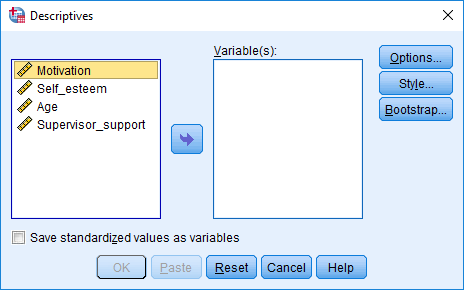 Descriptives
Variable(s):
Motivation
Self_esteem
Age
Supervisor_support
Options...
Style...
Bootstrap...
Save standardized values as variables
OK Paste Reset Cancel Help